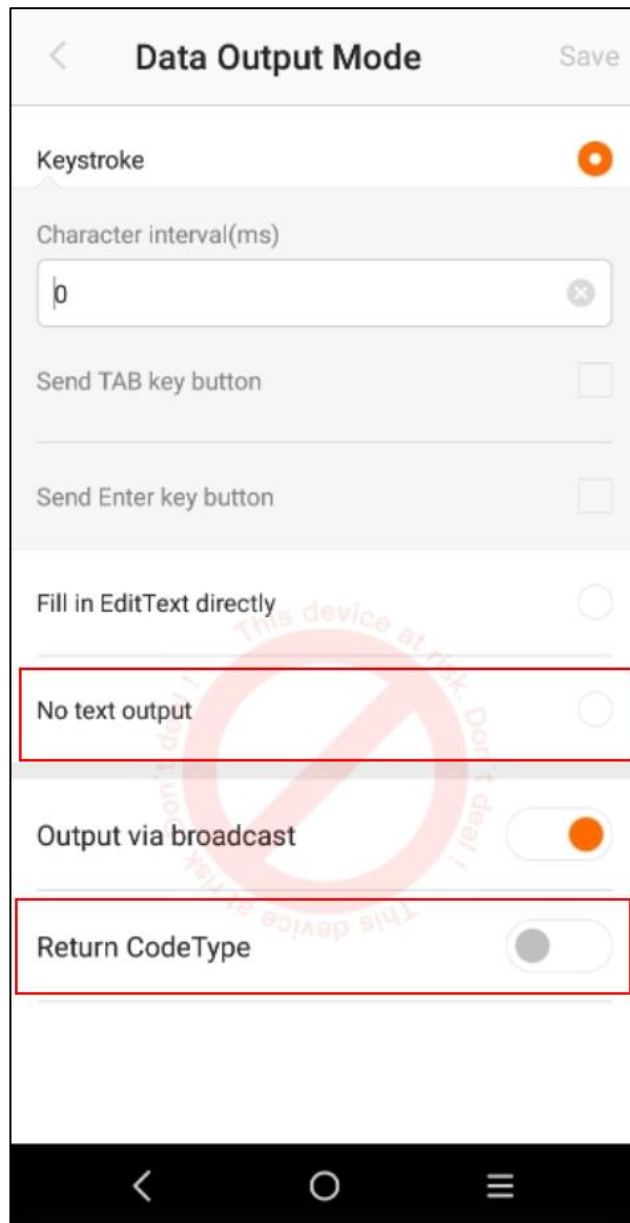 Data Output Mode
Save
Keystroke
Character interval(ms)
0
Send TAB key button
Send Enter key button
Fill in EditText directly
No text output
Output via broadcast
Return CodeType
This device at risk. Don't deal !
This device at risk. Don't deal !